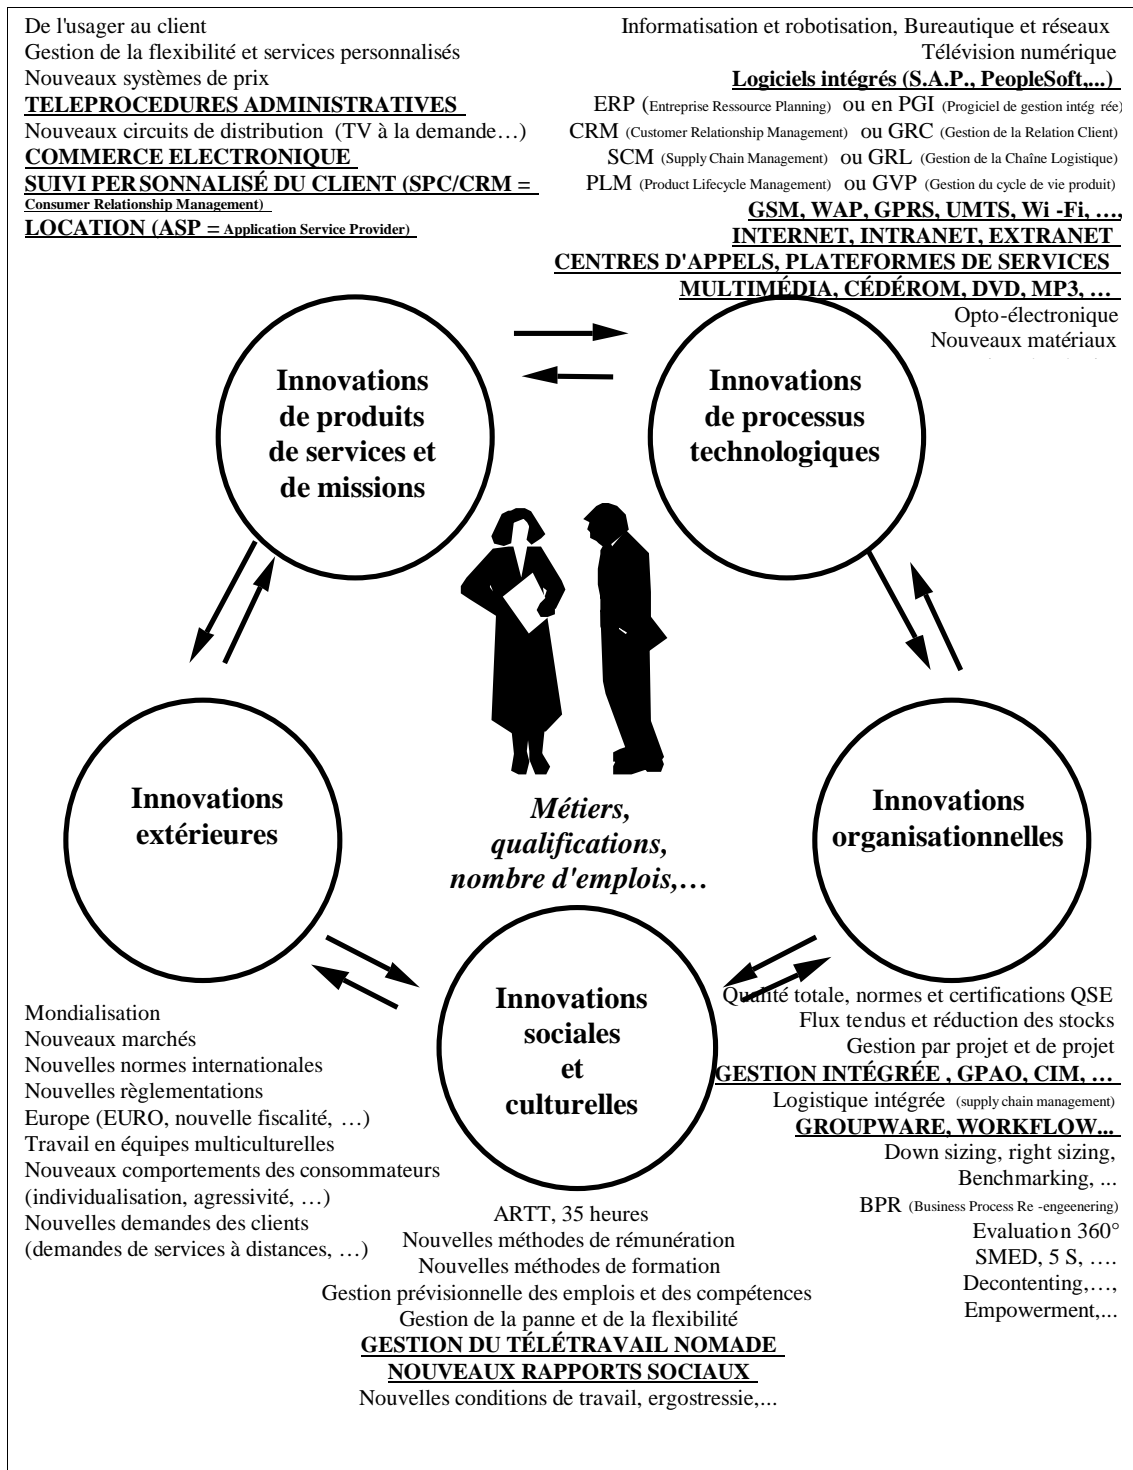 De l'usager au client
Gestion de la flexibilité et services personnalisés
Nouveaux systèmes de prix
TELEPROCEDURES ADMINISTRATIVES
Nouveaux circuits de distribution (TV à la demande…)
COMMERCE ELECTRONIQUE
SUIVI PERSONNALISÉ DU CLIENT (SPC/CRM =
Consumer Relationship Management)
LOCATION (ASP = Application Service Provider)
Informatisation et robotisation, Bureautique et réseaux
Télévision numérique
Logiciels intégrés (S.A.P., PeopleSoft,...)
ERP (Entreprise Ressource Planning) ou en PGI (Progiciel de gestion intég rée)
CRM (Customer Relationship Management) ou GRC (Gestion de la Relation Client)
SCM (Supply Chain Management) ou GRL (Gestion de la Chaîne Logistique)
PLM (Product Lifecycle Management) ou GVP (Gestion du cycle de vie produit)
GSM, WAP, GPRS, UMTS, Wi -Fi, …,
INTERNET, INTRANET, EXTRANET
CENTRES D'APPELS, PLATEFORMES DE SERVICES
MULTIMÉDIA, CÉDÉROM, DVD, MP3, …
Opto-électronique
Nouveaux matériaux
Innovations
de produits
de services et
de missions
Innovations
de processus
technologiques
Innovations
extérieures
Métiers,
qualifications,
nombre d'emplois,…
Innovations
organisationnelles
Innovations
sociales
et
culturelles
Mondialisation
Nouveaux marchés
Nouvelles normes internationales
Nouvelles règlementations
Europe (EURO, nouvelle fiscalité, …)
Travail en équipes multiculturelles
Nouveaux comportements des consommateurs
(individualisation, agressivité, …)
Nouvelles demandes des clients
(demandes de services à distances, …)
Qualité totale, normes et certifications QSE
Flux tendus et réduction des stocks
Gestion par projet et de projet
GESTION INTÉGRÉE , GPAO, CIM, …
Logistique intégrée (supply chain management)
GROUPWARE, WORKFLOW...
Down sizing, right sizing,
Benchmarking, ...
BPR (Business Process Re -engeenering)
Evaluation 360°
SMED, 5 S, ….
Decontenting,…,
Empowerment,...
ARTT, 35 heures
Nouvelles méthodes de rémunération
Nouvelles méthodes de formation
Gestion prévisionnelle des emplois et des compétences
Gestion de la panne et de la flexibilité
GESTION DU TÉLÉTRAVAIL NOMADE
NOUVEAUX RAPPORTS SOCIAUX
Nouvelles conditions de travail, ergostressie,...